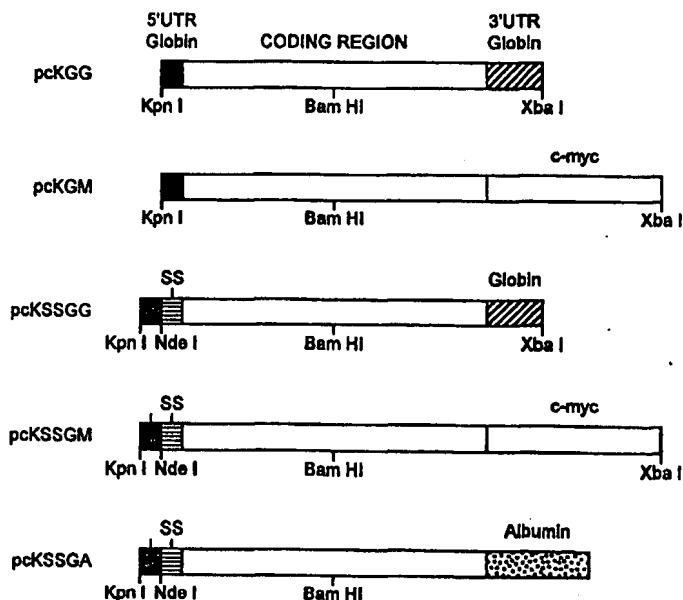 5'UTR 3'UTR
Globin CODING REGION Globin
pcKGG
Kpn I Bam HI Xba I
c-myc
pcKGM
Kpn I Bam HI Xba I
SS Globin
pcKSSGG
Kpn I Nde I Bam HI Xba I
SS c-myc
pcKSSGM
Kpn I Nde I Bam HI Xba I
SS Albumin
pcKSSGA
Kpn I Nde I Bam HI